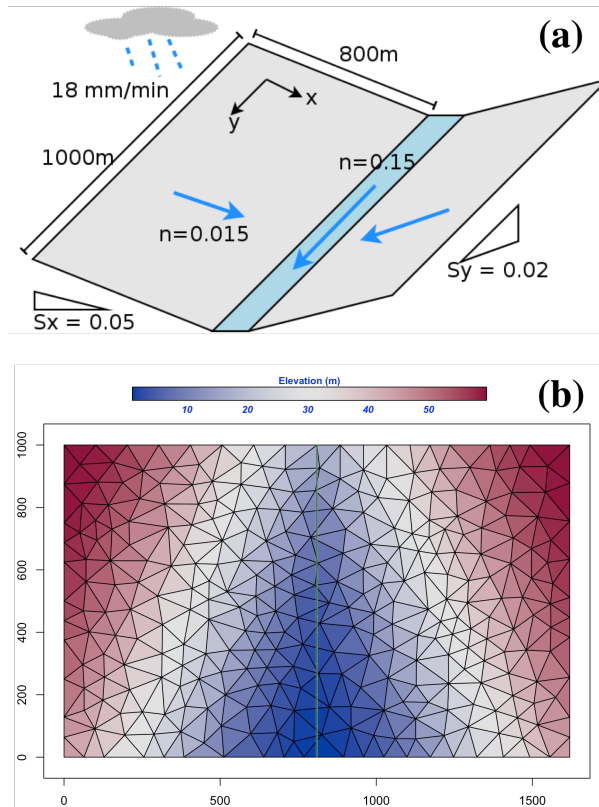 (a)
800m
18 mm/min
x
y
1000m
n=0.15
n=0.015
Sy = 0.02
Sx = 0.05
(b)
Elevation (m)
10 20 30 40 50
1000
800
600
400
200
0
0 500 1000 1500